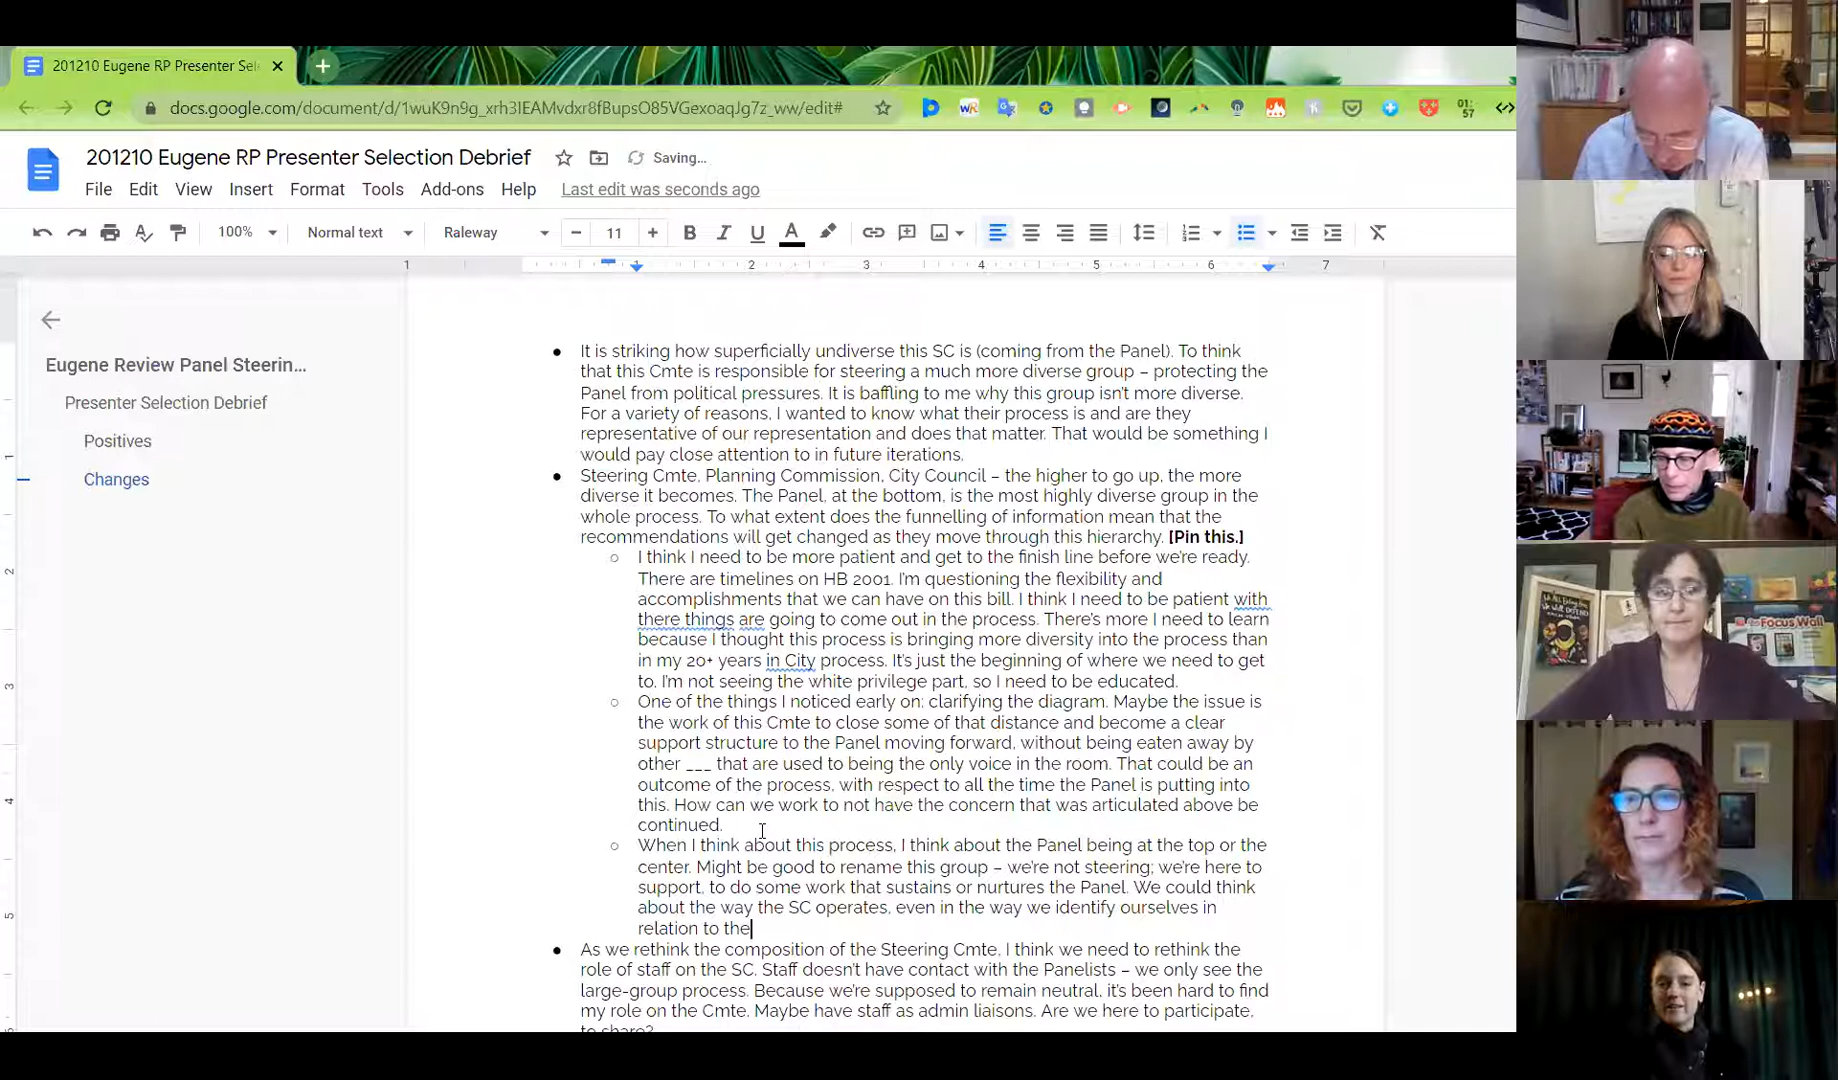 201210 Eugene RP Presenter Sel
docs.google.com/document/d/1wuK9n9g_xrh3IEAMvdxr8fBupsO85VGexoaqJg7z_ww/edit#
01:
57
201210 Eugene RP Presenter Selection Debrief
Saving...
File Edit View Insert Format Tools Add-ons Help Last edit was seconds ago
100% Normal text Raleway 11
1 1 2 3 4 5 6 7
Eugene Review Panel Steerin...
Presenter Selection Debrief
Positives
Changes
It is striking how superficially undiverse this SC is (coming from the Panel). To think
that this Cmte is responsible for steering a much more diverse group – protecting the
Panel from political pressures. It is baffling to me why this group isn't more diverse.
For a variety of reasons, I wanted to know what their process is and are they
representative of our representation and does that matter. That would be something I
would pay close attention to in future iterations.
Steering Cmte, Planning Commission, City Council – the higher to go up, the more
diverse it becomes. The Panel, at the bottom, is the most highly diverse group in the
whole process. To what extent does the funnelling of information mean that the
recommendations will get changed as they move through this hierarchy. [Pin this.]
I think I need to be more patient and get to the finish line before we're ready.
There are timelines on HB 2001. I'm questioning the flexibility and
accomplishments that we can have on this bill. I think I need to be patient with
there things are going to come out in the process. There's more I need to learn
because I thought this process is bringing more diversity into the process than
in my 20+ years in City process. It's just the beginning of where we need to get
to. I'm not seeing the white privilege part, so I need to be educated.
One of the things I noticed early on: clarifying the diagram. Maybe the issue is
the work of this Cmte to close some of that distance and become a clear
support structure to the Panel moving forward, without being eaten away by
other ___ that are used to being the only voice in the room. That could be an
outcome of the process, with respect to all the time the Panel is putting into
this. How can we work to not have the concern that was articulated above be
continued.
When I think about this process, I think about the Panel being at the top or the
center. Might be good to rename this group – we're not steering; we're here to
support, to do some work that sustains or nurtures the Panel. We could think
about the way the SC operates, even in the way we identify ourselves in
relation to the
As we rethink the composition of the Steering Cmte, I think we need to rethink the
role of staff on the SC. Staff doesn't have contact with the Panelists – we only see the
large-group process. Because we're supposed to remain neutral, it's been hard to find
my role on the Cmte. Maybe have staff as admin liaisons. Are we here to participate,
to share?
1
2
3
4
5
Focus Wall